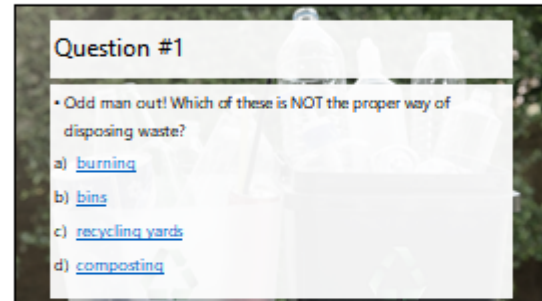 Question #1
• Odd man out! Which of these is NOT the proper way of
disposing waste?
a) burning
b) bins
c) recycling yards
d) composting